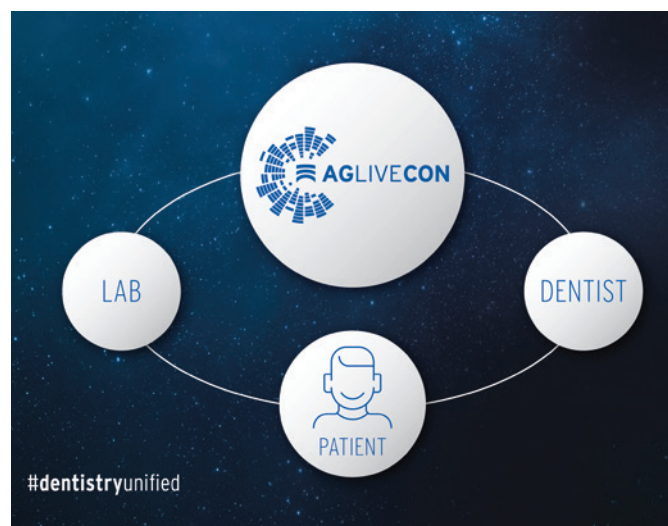 AGLIVECON
LAB
DENTIST
PATIENT
#dentistryunified